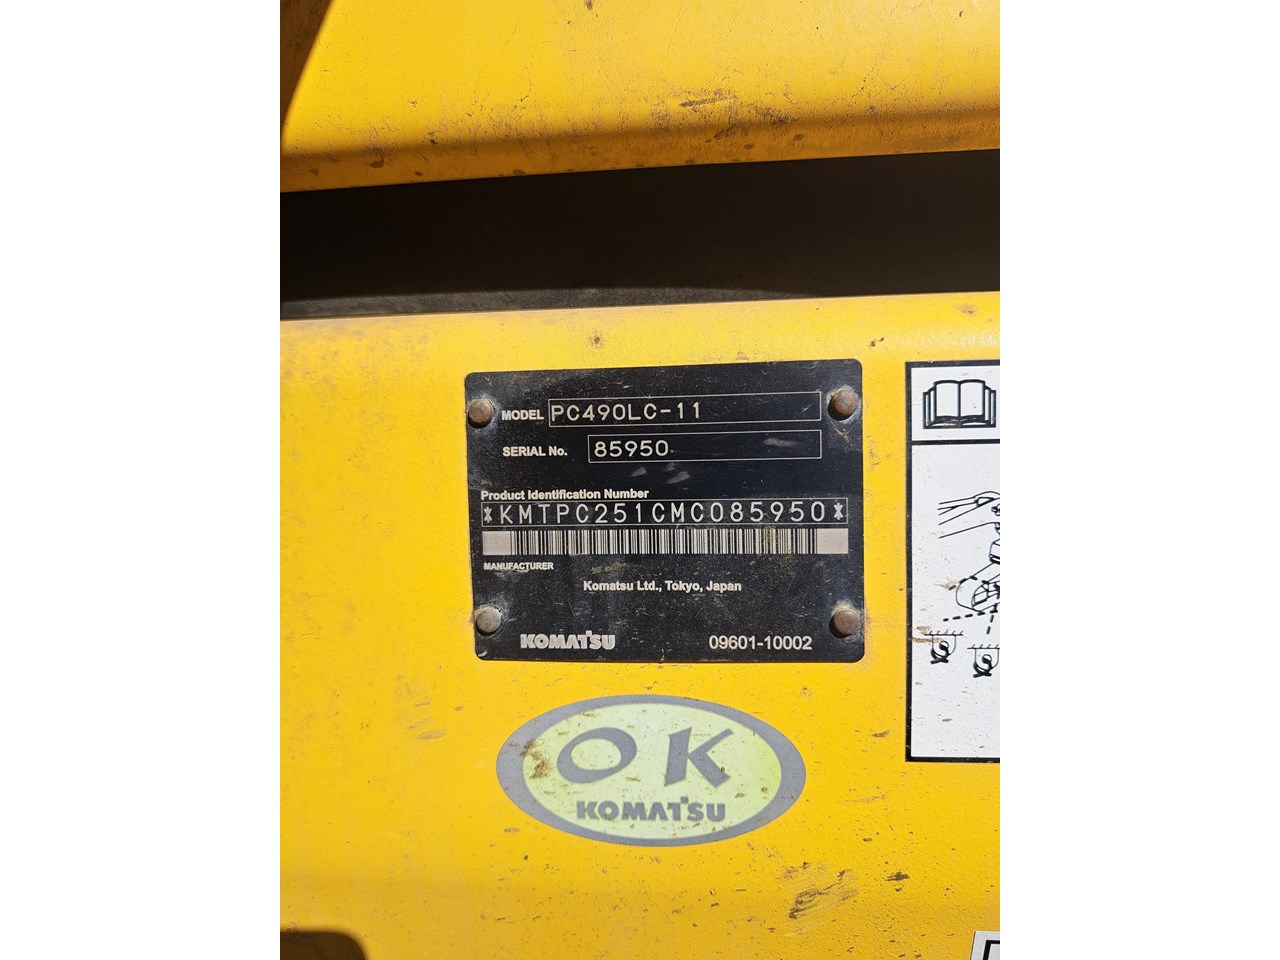 MODEL PC490LC-11
SERIAL No. 85950
Product Identification Number
*KMTPC251CMC085950*
MANUFACTURER
Komatsu Ltd., Tokyo, Japan
KOMATSU 09601-10002
OK
KOMATSU